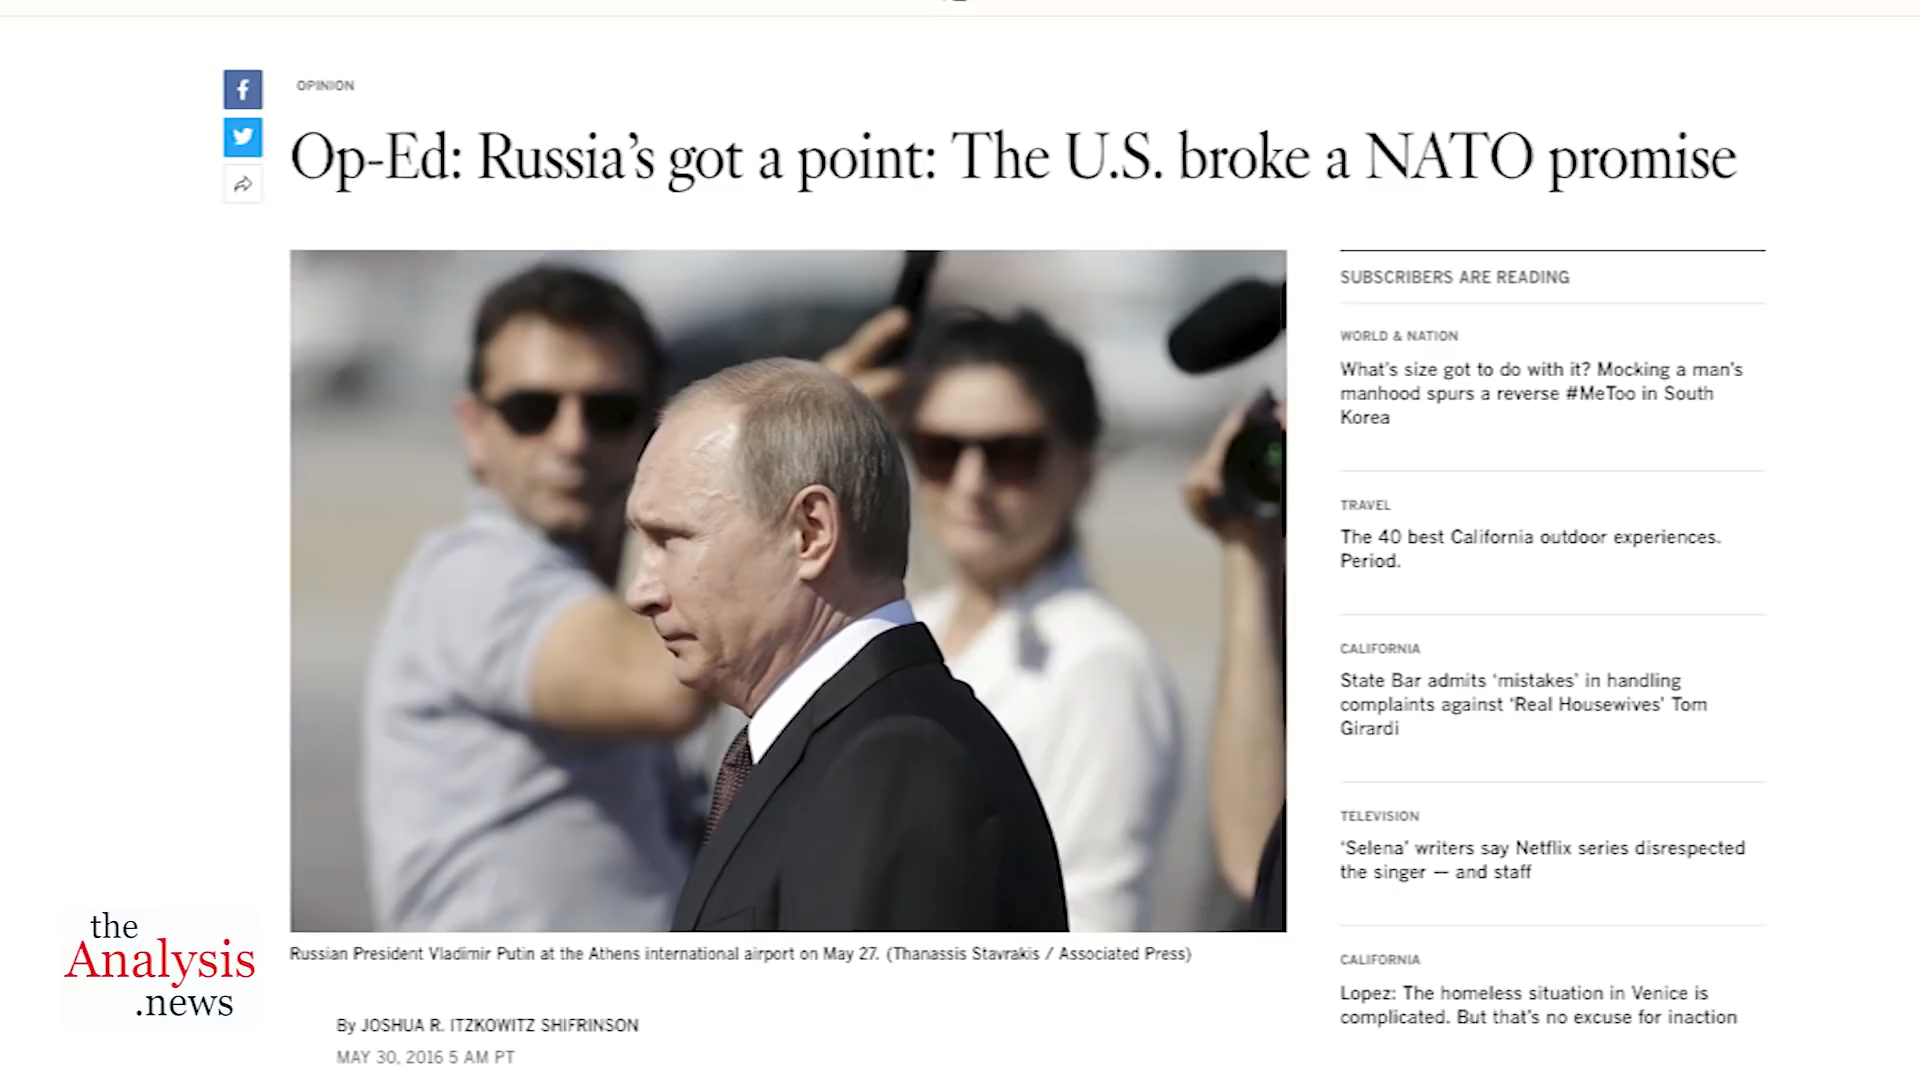 OPINION
Op-Ed: Russia’s got a point: The U.S. broke a NATO promise
SUBSCRIBERS ARE READING
WORLD & NATION
What’s size got to do with it? Mocking a man’s
manhood spurs a reverse #MeToo in South
Korea
TRAVEL
The 40 best California outdoor experiences.
Period.
CALIFORNIA
State Bar admits ‘mistakes’ in handling
complaints against ‘Real Housewives’ Tom
Girardi
TELEVISION
‘Selena’ writers say Netflix series disrespected
the singer — and staff
CALIFORNIA
Lopez: The homeless situation in Venice is
complicated. But that’s no excuse for inaction
Russian President Vladimir Putin at the Athens international airport on May 27. (Thanassis Stavrakis / Associated Press)
By JOSHUA R. ITZKOWITZ SHIFRINSON
MAY 30, 2016 5 AM PT
the
Analysis
.news